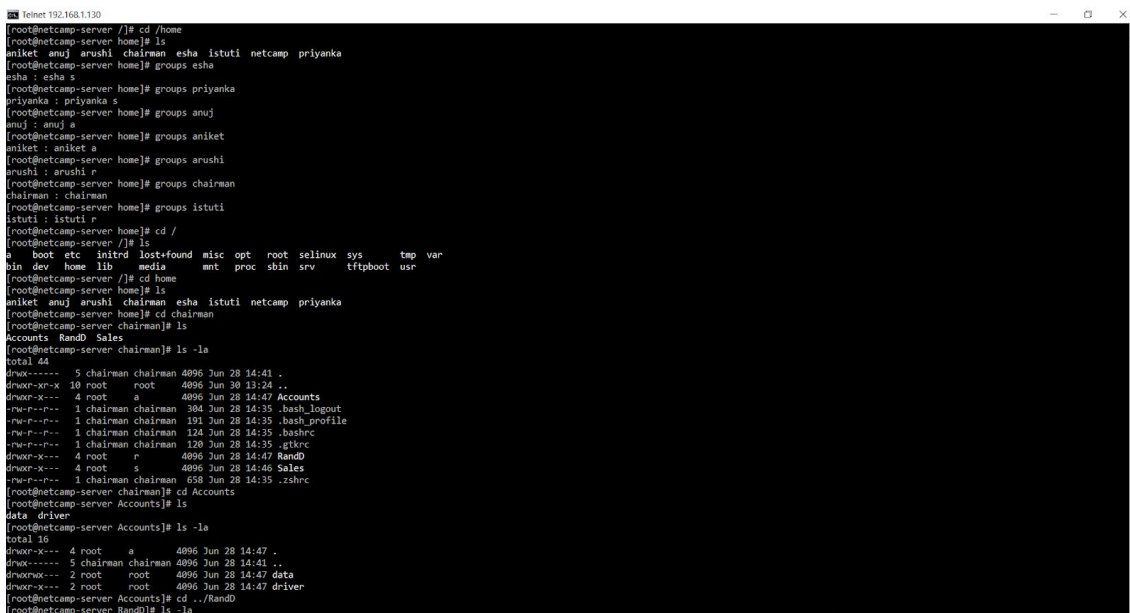 Telnet 192.168.1.130
[root@netcamp-server /]# cd /home
[root@netcamp-server home]# ls
aniket  anuj  arushi  chairman  esha  istuti  netcamp  priyanka
[root@netcamp-server home]# groups esha
esha : esha s
[root@netcamp-server home]# groups priyanka
priyanka : priyanka s
[root@netcamp-server home]# groups anuj
anuj : anuj a
[root@netcamp-server home]# groups aniket
aniket : aniket a
[root@netcamp-server home]# groups arushi
arushi : arushi r
[root@netcamp-server home]# groups chairman
chairman : chairman
[root@netcamp-server home]# groups istuti
istuti : istuti r
[root@netcamp-server home]# cd /
[root@netcamp-server /]# ls
a    boot  etc   initrd  lost+found  misc  opt   root  selinux  sys       tmp  var
bin  dev   home  lib     media       mnt   proc  sbin  srv      tftpboot  usr
[root@netcamp-server /]# cd home
[root@netcamp-server home]# ls
aniket  anuj  arushi  chairman  esha  istuti  netcamp  priyanka
[root@netcamp-server home]# cd chairman
[root@netcamp-server chairman]# ls
Accounts  RandD  Sales
[root@netcamp-server chairman]# ls -la
total 44
drwx------   5 chairman chairman 4096 Jun 28 14:41 .
drwxr-xr-x  10 root     root     4096 Jun 30 13:24 ..
drwxr-x---   4 root     a        4096 Jun 28 14:47 Accounts
-rw-r--r--   1 chairman chairman  304 Jun 28 14:35 .bash_logout
-rw-r--r--   1 chairman chairman  191 Jun 28 14:35 .bash_profile
-rw-r--r--   1 chairman chairman  124 Jun 28 14:35 .bashrc
-rw-r--r--   1 chairman chairman  120 Jun 28 14:35 .gtkrc
drwxr-x---   4 root     r        4096 Jun 28 14:47 RandD
drwxr-x---   4 root     s        4096 Jun 28 14:46 Sales
-rw-r--r--   1 chairman chairman  658 Jun 28 14:35 .zshrc
[root@netcamp-server chairman]# cd Accounts
[root@netcamp-server Accounts]# ls
data  driver
[root@netcamp-server Accounts]# ls -la
total 16
drwxr-x---  4 root     a        4096 Jun 28 14:47 .
drwx------  5 chairman chairman 4096 Jun 28 14:41 ..
drwxrwx---  2 root     root     4096 Jun 28 14:47 data
drwxr-x---  2 root     root     4096 Jun 28 14:47 driver
[root@netcamp-server Accounts]# cd ../RandD
[root@netcamp-server RandD]# ls -la